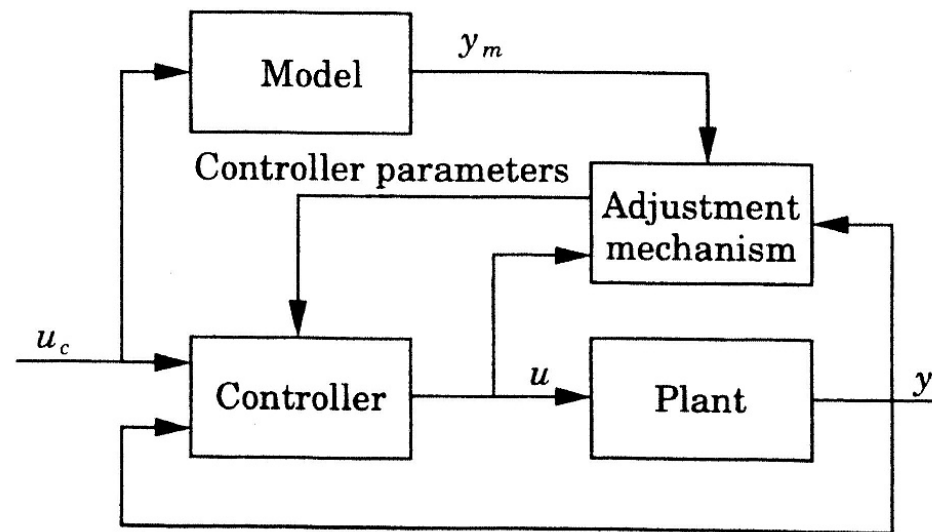 Model
y_m
Controller parameters
Adjustment
mechanism
u_c
Controller
u
Plant
y